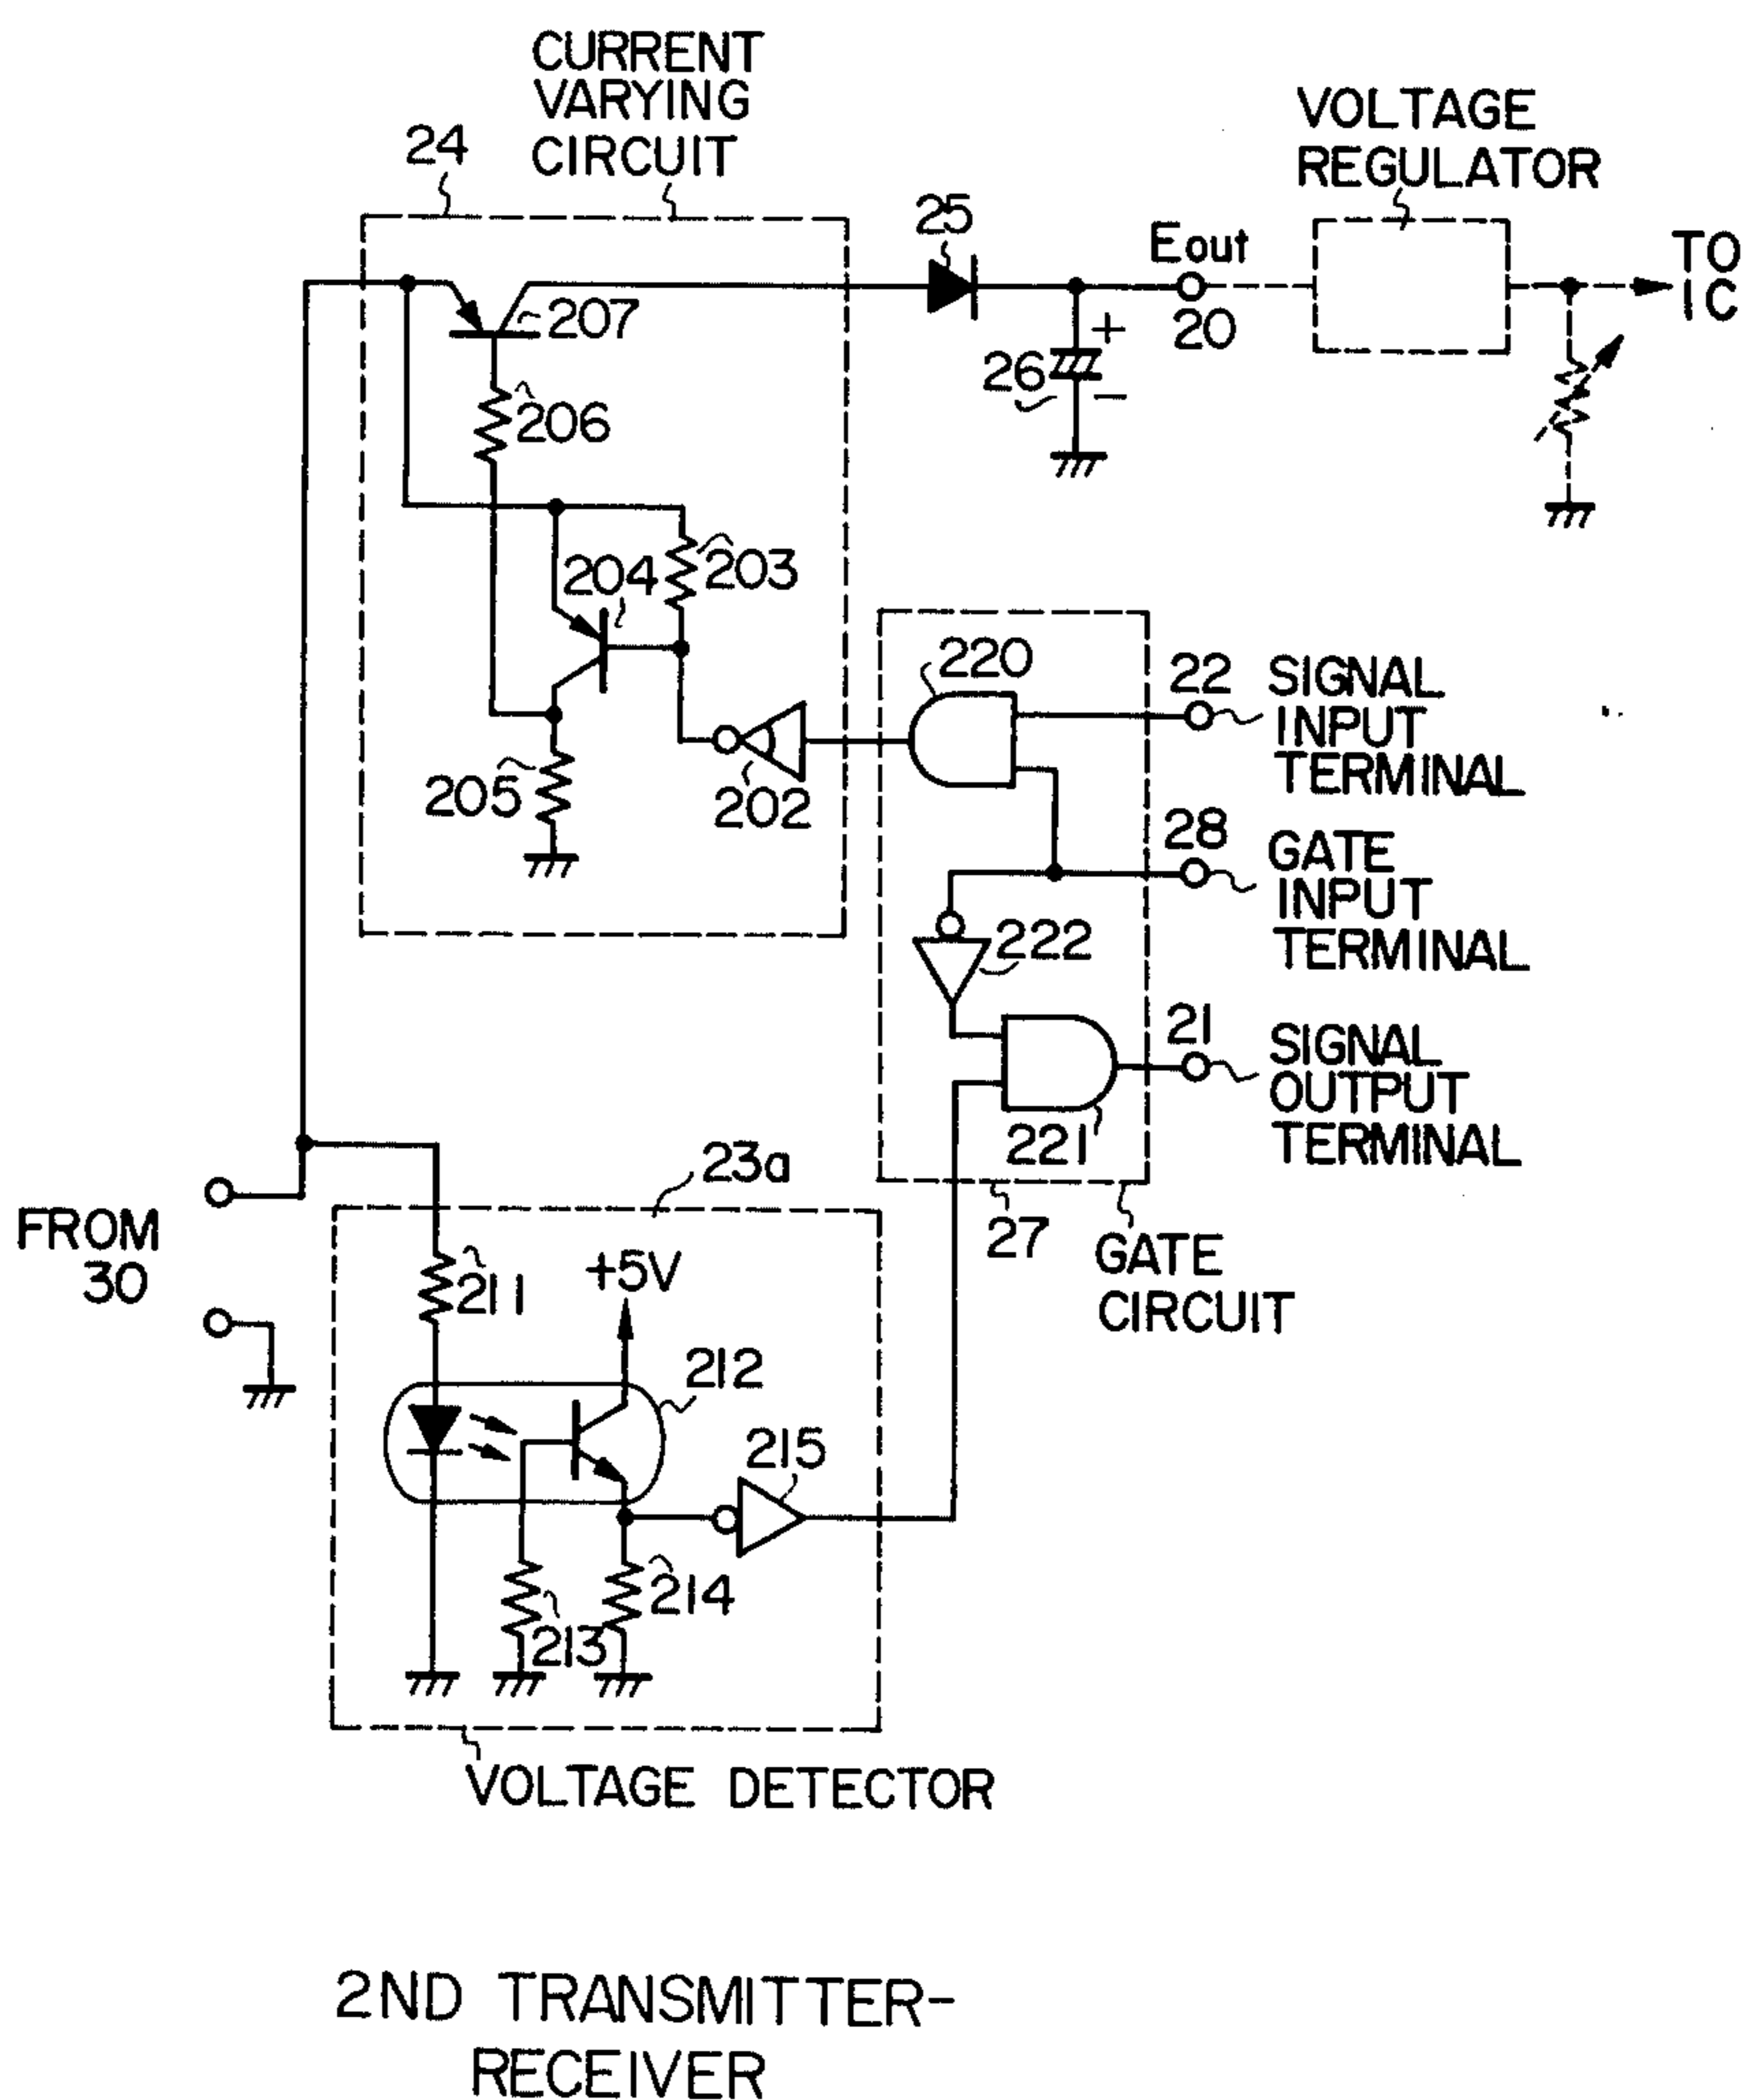 CURRENT
VARYING
CIRCUIT
24
VOLTAGE
REGULATOR
25
Eout
TO
IC
207
20
+
26
−
206
204
203
220
22
SIGNAL
INPUT
TERMINAL
205
202
28
GATE
INPUT
TERMINAL
222
21
SIGNAL
OUTPUT
TERMINAL
221
23a
27
GATE
CIRCUIT
FROM
30
211
+5V
212
215
214
213
VOLTAGE DETECTOR
2ND TRANSMITTER-
RECEIVER